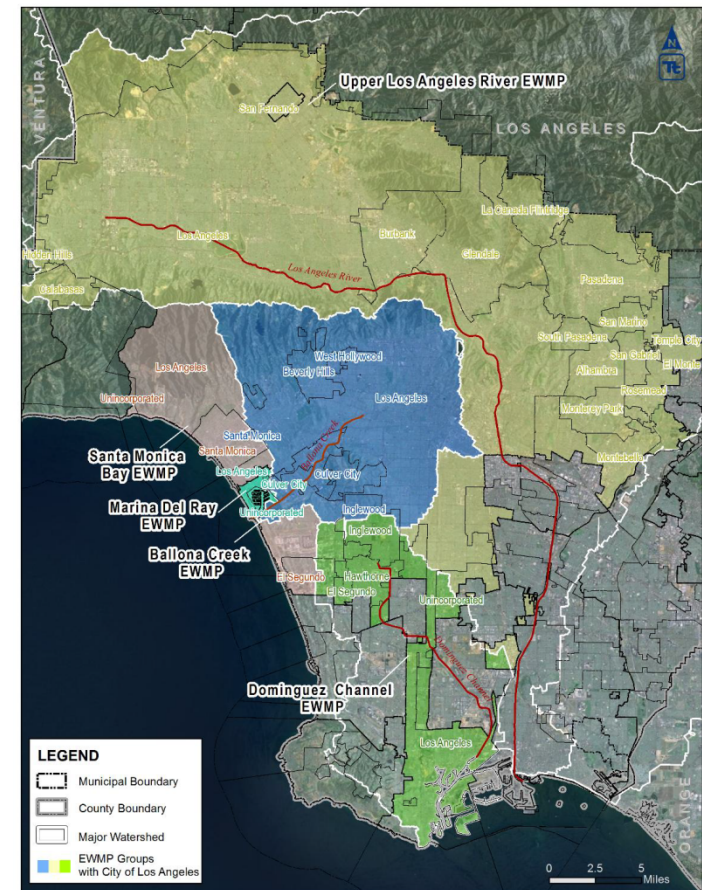 N
VENTURA
Upper Los Angeles River EWMP
San Fernando
LOS ANGELES
La Canada Flintridge
Los Angeles
Burbank
Glendale
Hidden Hills
Los Angeles River
Pasadena
Calabases
San Marino
South Pasadena
Temple City
San Gabriel
El Monte
Alhambra
Rosemead
West Hollywood
Beverly Hills
Los Angeles
Unincorporated
Los Angeles
Monterey Park
Santa Monica
Santa Monica
Ballona Creek
Montebello
Santa Monica
Bay EWMP
Los Angeles
Culver City
Culver City
Marina Del Ray
EWMP
Unincorporated
Inglewood
Inglewood
Ballona Creek
EWMP
El Segundo
Hawthorne
El Segundo
Unincorporated
Dominguez Channel
Dominguez Channel
EWMP
Los Angeles
ORANGE
LEGEND
Municipal Boundary
County Boundary
Major Watershed
EWMP Groups
with City of Los Angeles
0 2.5 5
Miles